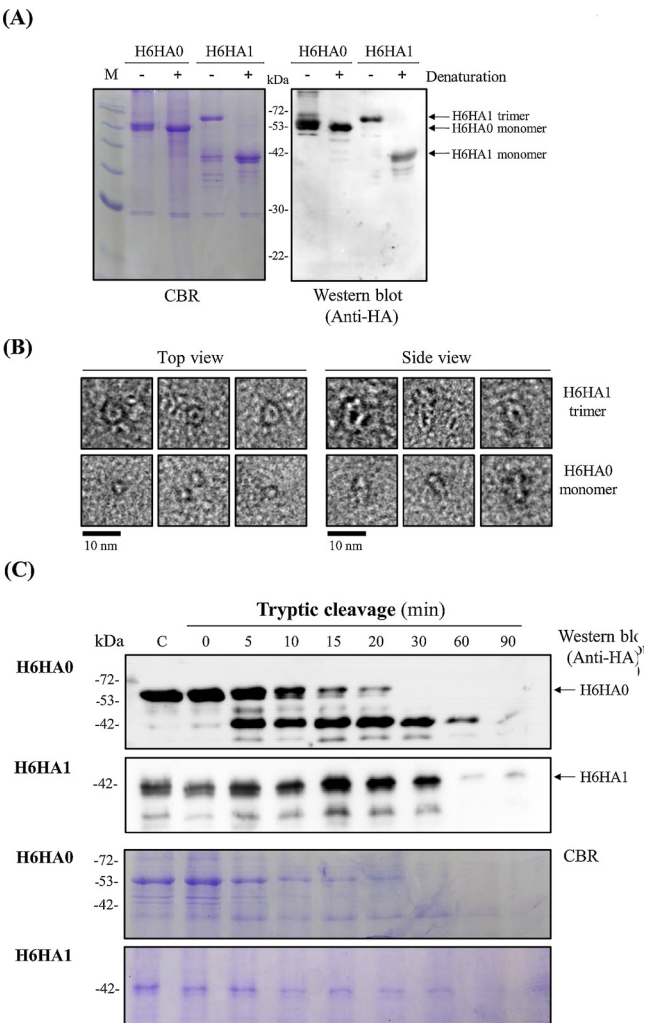 (A)
H6HA0 H6HA1 H6HA0 H6HA1
M - + - + kDa - + - + Denaturation
-72-
-53-
-42-
-30-
-22-
H6HA1 trimer
H6HA0 monomer
H6HA1 monomer
CBR
Western blot
(Anti-HA)
(B)
Top view Side view
H6HA1
trimer
H6HA0
monomer
10 nm 10 nm
(C)
Tryptic cleavage (min)
kDa C 0 5 10 15 20 30 60 90
(Anti-HA)
Western
H6HA0
-72-
-53-
-42-
H6HA0
H6HA1
-42-
H6HA1
H6HA0
-72-
-53-
-42-
CBR
H6HA1
-42-